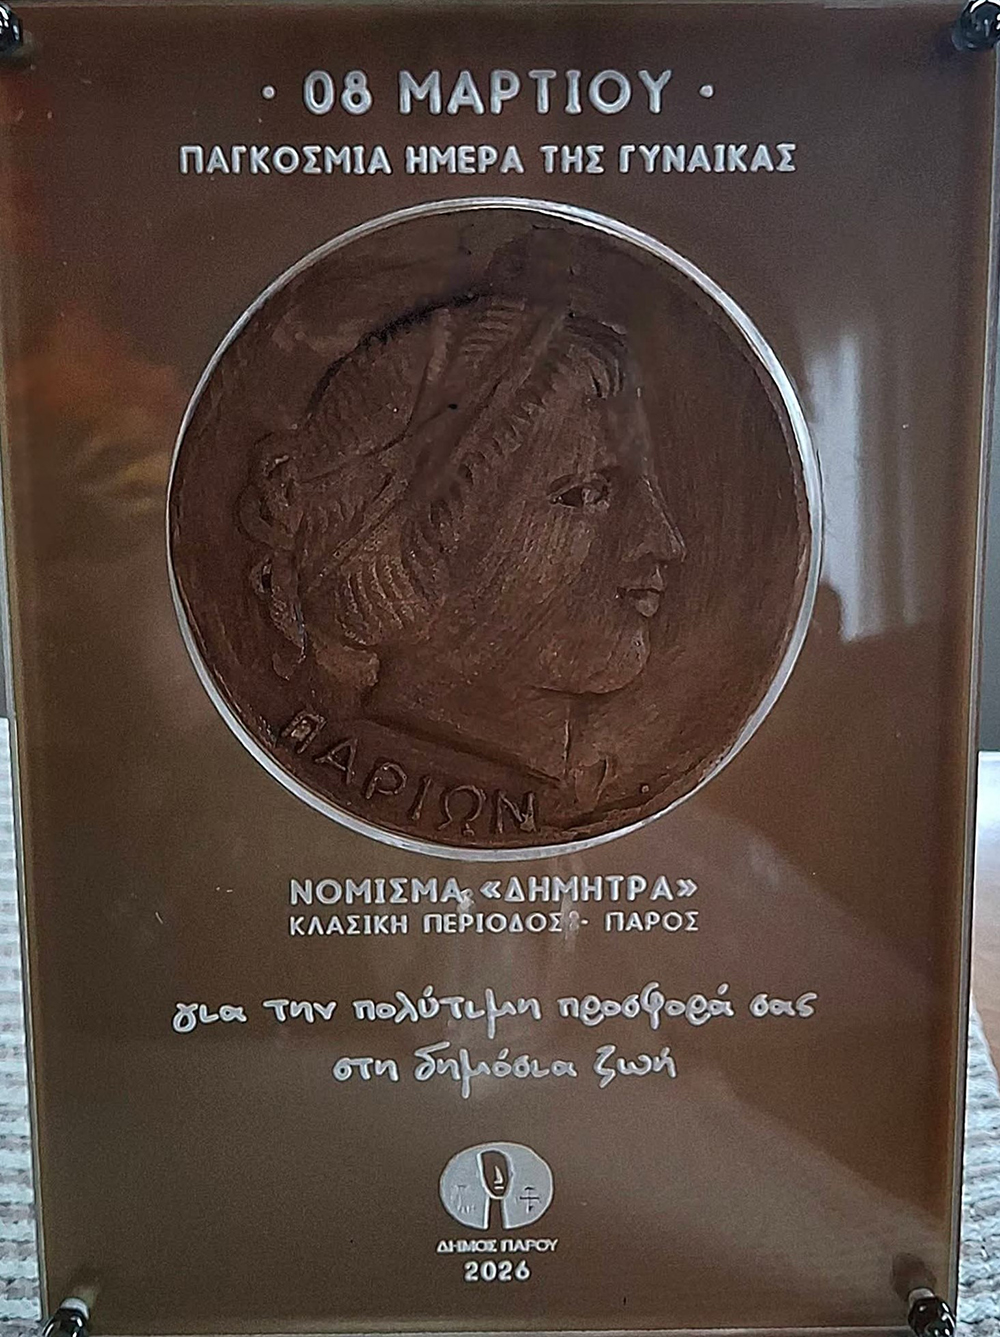 · 08 ΜΑΡΤΙΟΥ ·
ΠΑΓΚΟΣΜΙΑ ΗΜΕΡΑ ΤΗΣ ΓΥΝΑΙΚΑΣ
ΠΑΡΙΩΝ
ΝΟΜΙΣΜΑ «ΔΗΜΗΤΡΑ»
ΚΛΑΣΙΚΗ ΠΕΡΙΟΔΟΣ - ΠΑΡΟΣ
για την πολύτιμη προσφορά σας
στη δημόσια ζωή
ΔΗΜΟΣ ΠΑΡΟΥ
2026